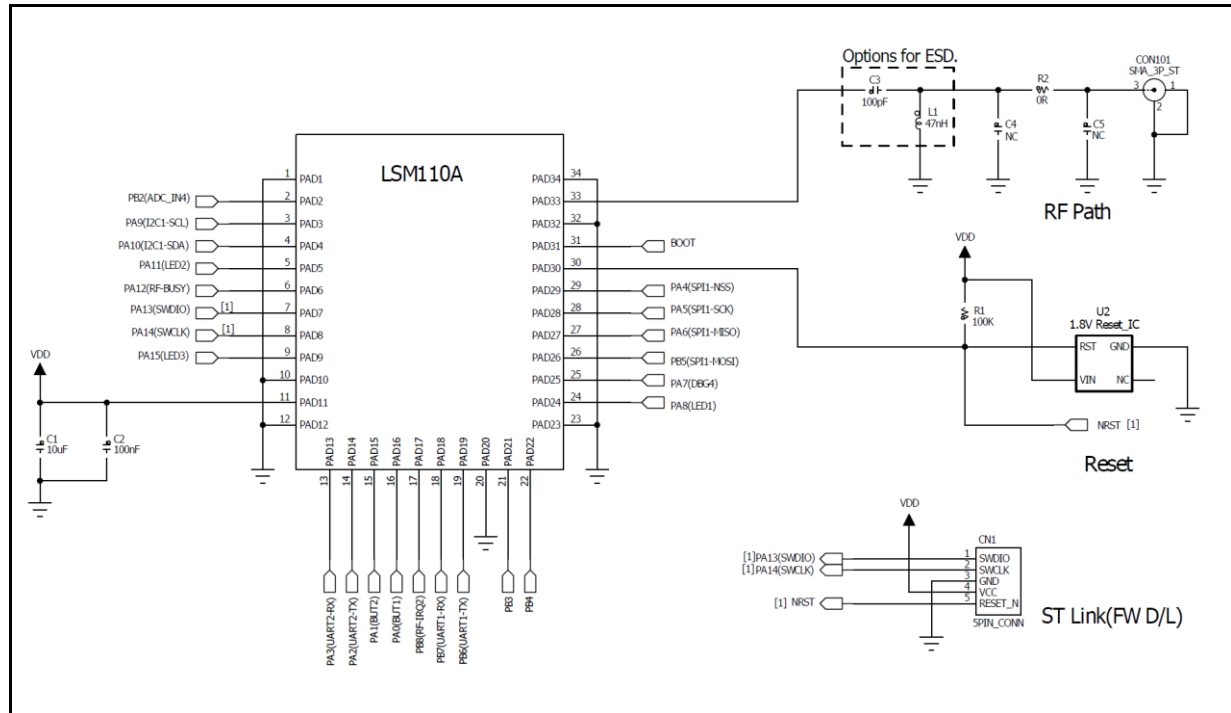 Options for ESD.
C3
100pF
L1
47nH
C4
NC
R2
0R
C5
NC
CON101
SMA_3P_ST
3
1
2
RF Path
LSM110A
1 PAD1
PB2(ADC_IN4) 2 PAD2
PA9(I2C1-SCL) 3 PAD3
PA10(I2C1-SDA) 4 PAD4
PA11(LED2) 5 PAD5
PA12(RF-BUSY) 6 PAD6
PA13(SWDIO) [1] 7 PAD7
PA14(SWCLK) [1] 8 PAD8
PA15(LED3) 9 PAD9
10 PAD10
11 PAD11
12 PAD12
PAD34 34
PAD33 33
PAD32 32
PAD31 31 BOOT
PAD30 30
PAD29 29 PA4(SPI1-NSS)
PAD28 28 PA5(SPI1-SCK)
PAD27 27 PA6(SPI1-MISO)
PAD26 26 PB5(SPI1-MOSI)
PAD25 25 PA7(DBG4)
PAD24 24 PA8(LED1)
PAD23 23
VDD
C1
10uF
C2
100nF
PAD13 13 PA3(UART2-RX)
PAD14 14 PA2(UART2-TX)
PAD15 15 PA1(BUT2)
PAD16 16 PA0(BUT1)
PAD17 17 PB8(RF-IRQ2)
PAD18 18 PB7(UART1-RX)
PAD19 19 PB6(UART1-TX)
PAD20 20
PAD21 21 PB3
PAD22 22 PB4
VDD
R1
100K
U2
1.8V Reset_IC
RST GND
VIN NC
NRST [1]
Reset
VDD
CN1
[1]PA13(SWDIO) 1 SWDIO
[1]PA14(SWCLK) 2 SWCLK
3 GND
4 VCC
[1] NRST 5 RESET_N
5PIN_CONN
ST Link(FW D/L)